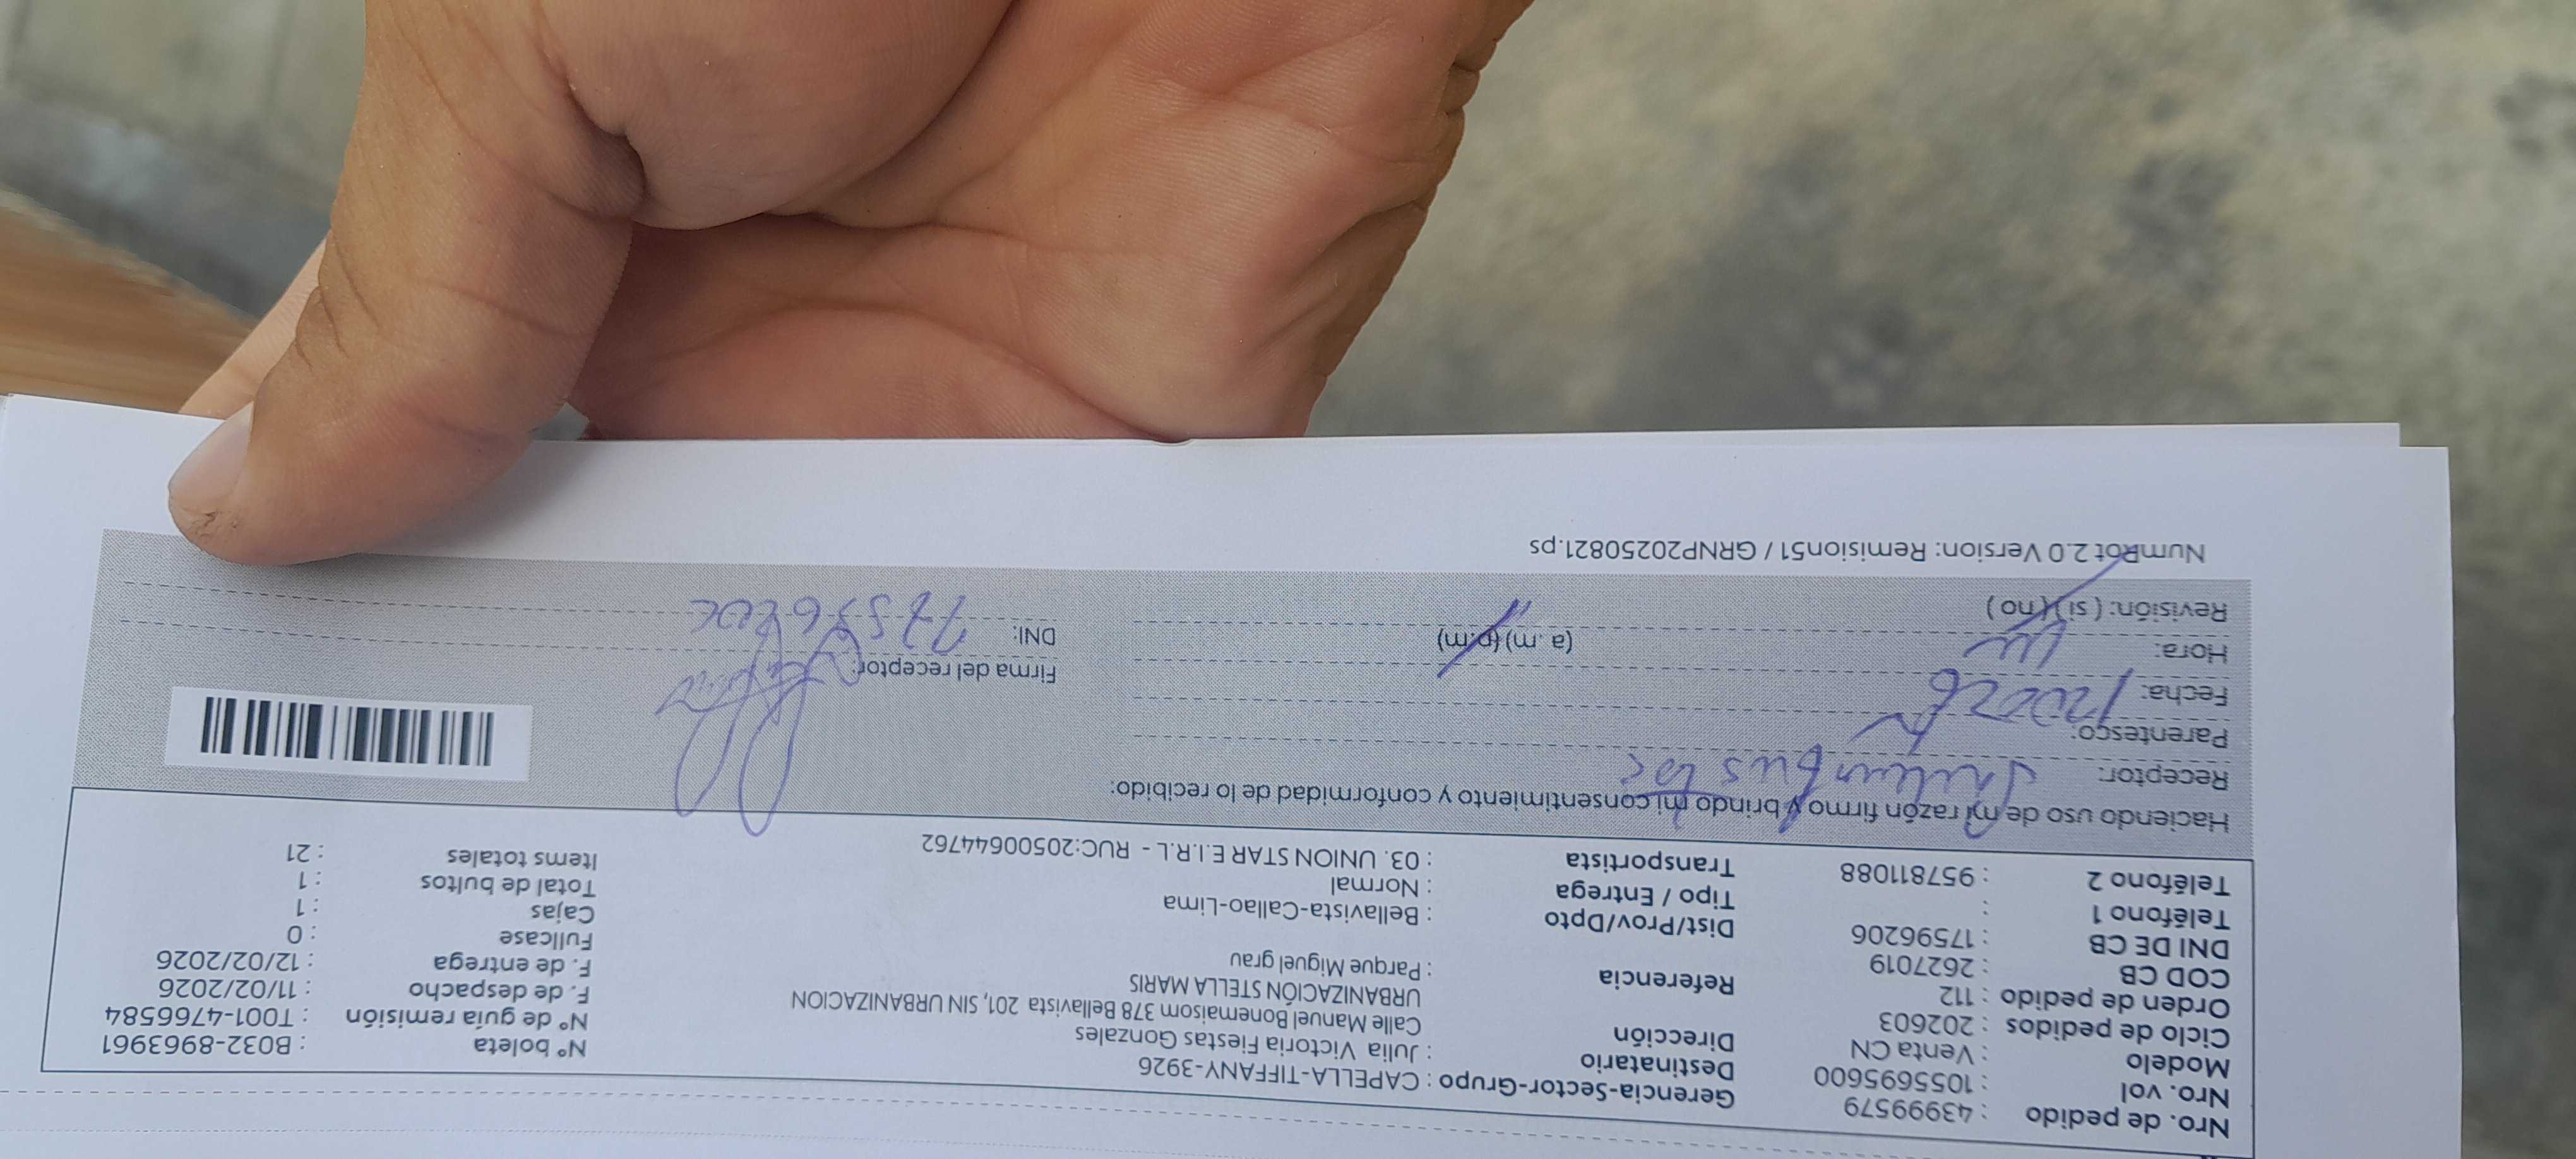 Nro. de pedido : 43999579
Nro. vol : 1055695600
Modelo : Venta CN
Ciclo de pedidos : 202603
Orden de pedido : 112
COD CB : 2627019
DNI DE CB : 17596206
Teléfono 1 :
Teléfono 2 : 957811088
Gerencia-Sector-Grupo : CAPELLA-TIFFANY-3926
Destinatario : Julia Victoria Fiestas Gonzales
Dirección Calle Manuel Bonemaisom 378 Bellavista 201, SIN URBANIZACION
URBANIZACIÓN STELLA MARIS
Referencia : Parque Miguel grau
Dist/Prov/Dpto : Bellavista-Callao-Lima
Tipo / Entrega : Normal
Transportista : 03. UNION STAR E.I.R.L - RUC:20500644762
N° boleta : B032-8963961
N° de guía remisión : T001-4766584
F. de despacho : 11/02/2026
F. de entrega : 12/02/2026
Fullcase : 0
Cajas : 1
Total de bultos : 1
Items totales : 21
Haciendo uso de mi razón firmo y brindo mi consentimiento y conformidad de lo recibido:
Receptor:
Parentesco:
Fecha:
Hora: (a. m) (p.m)
Revisión: ( si ) ( no )
Firma del receptor:
DNI:
NumRot 2.0 Version: Remision51 / GRNP20250821.ps